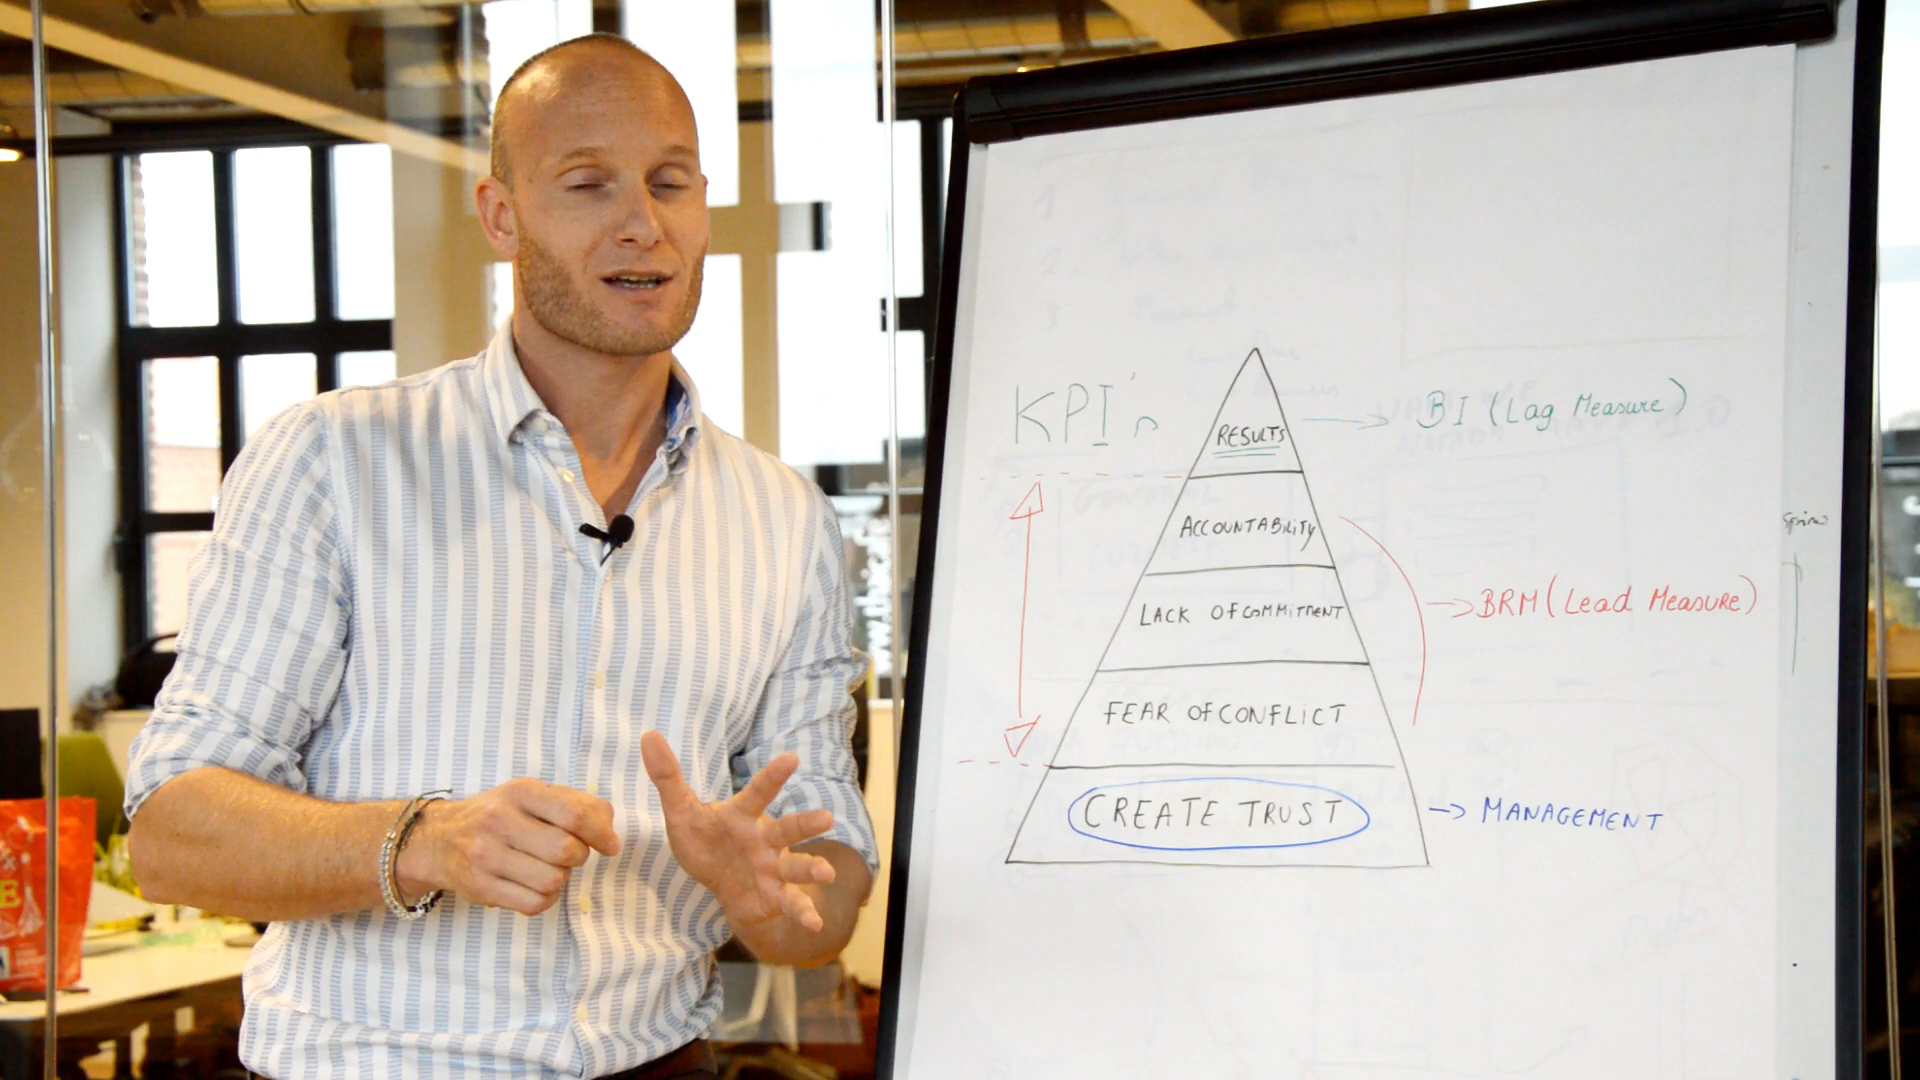 KPI's
RESULTS
BI (Lag Measure)
ACCOUNTABILITY
LACK OF COMMITMENT
BRM (Lead Measure)
FEAR OF CONFLICT
CREATE TRUST
MANAGEMENT
E